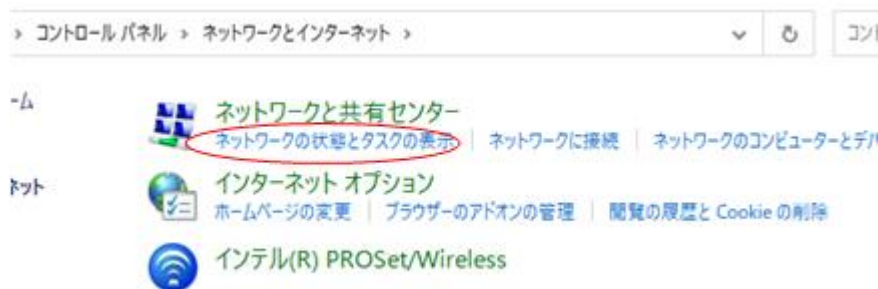 › コントロール パネル › ネットワークとインターネット ›
ーム
ネットワークと共有センター
ネットワークの状態とタスクの表示 | ネットワークに接続 | ネットワークのコンピューターとデバ
ネット
インターネット オプション
ホームページの変更 | ブラウザーのアドオンの管理 | 閲覧の履歴と Cookie の削除
インテル(R) PROSet/Wireless